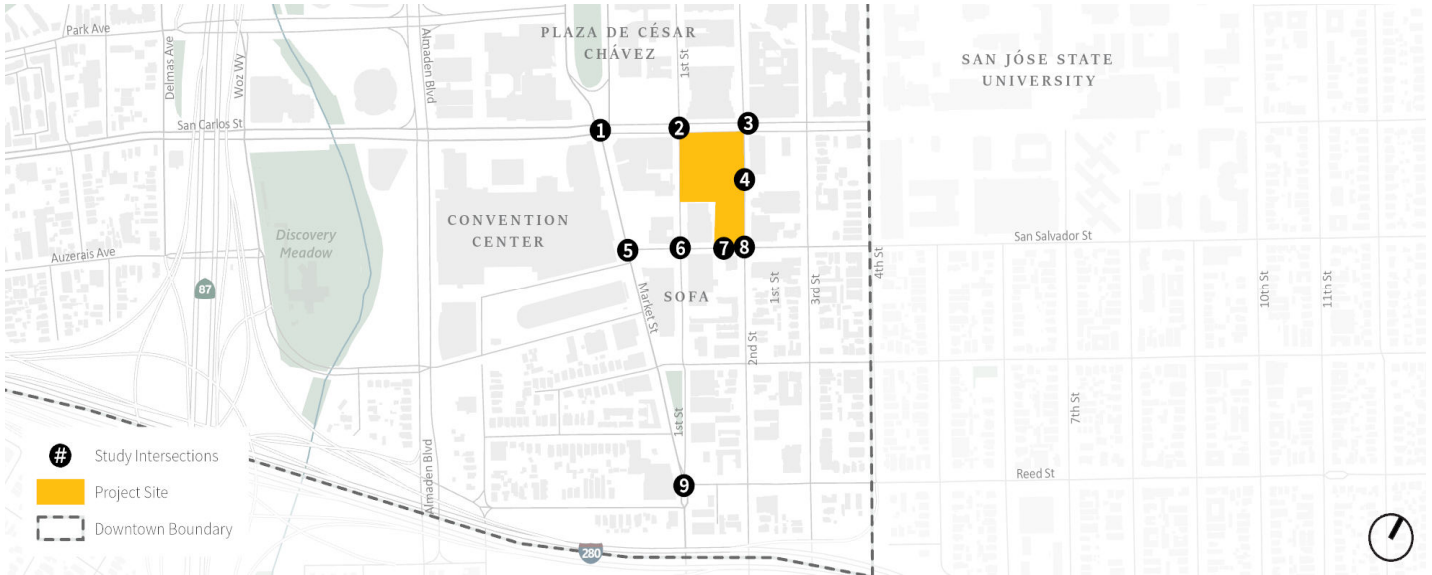 PLAZA DE CÉSAR
CHÁVEZ
SAN JÓSE STATE
UNIVERSITY
Park Ave
Delmas Ave
Woz Wy
Almaden Blvd
1st St
San Carlos St
1
2
3
4
CONVENTION
CENTER
Discovery
Meadow
Auzerais Ave
87
5
6
7
8
San Salvador St
4th St
SOFA
Market St
1st St
3rd St
10th St
11th St
2nd St
1st St
7th St
Almaden Blvp
Reed St
9
280
# Study Intersections
Project Site
Downtown Boundary